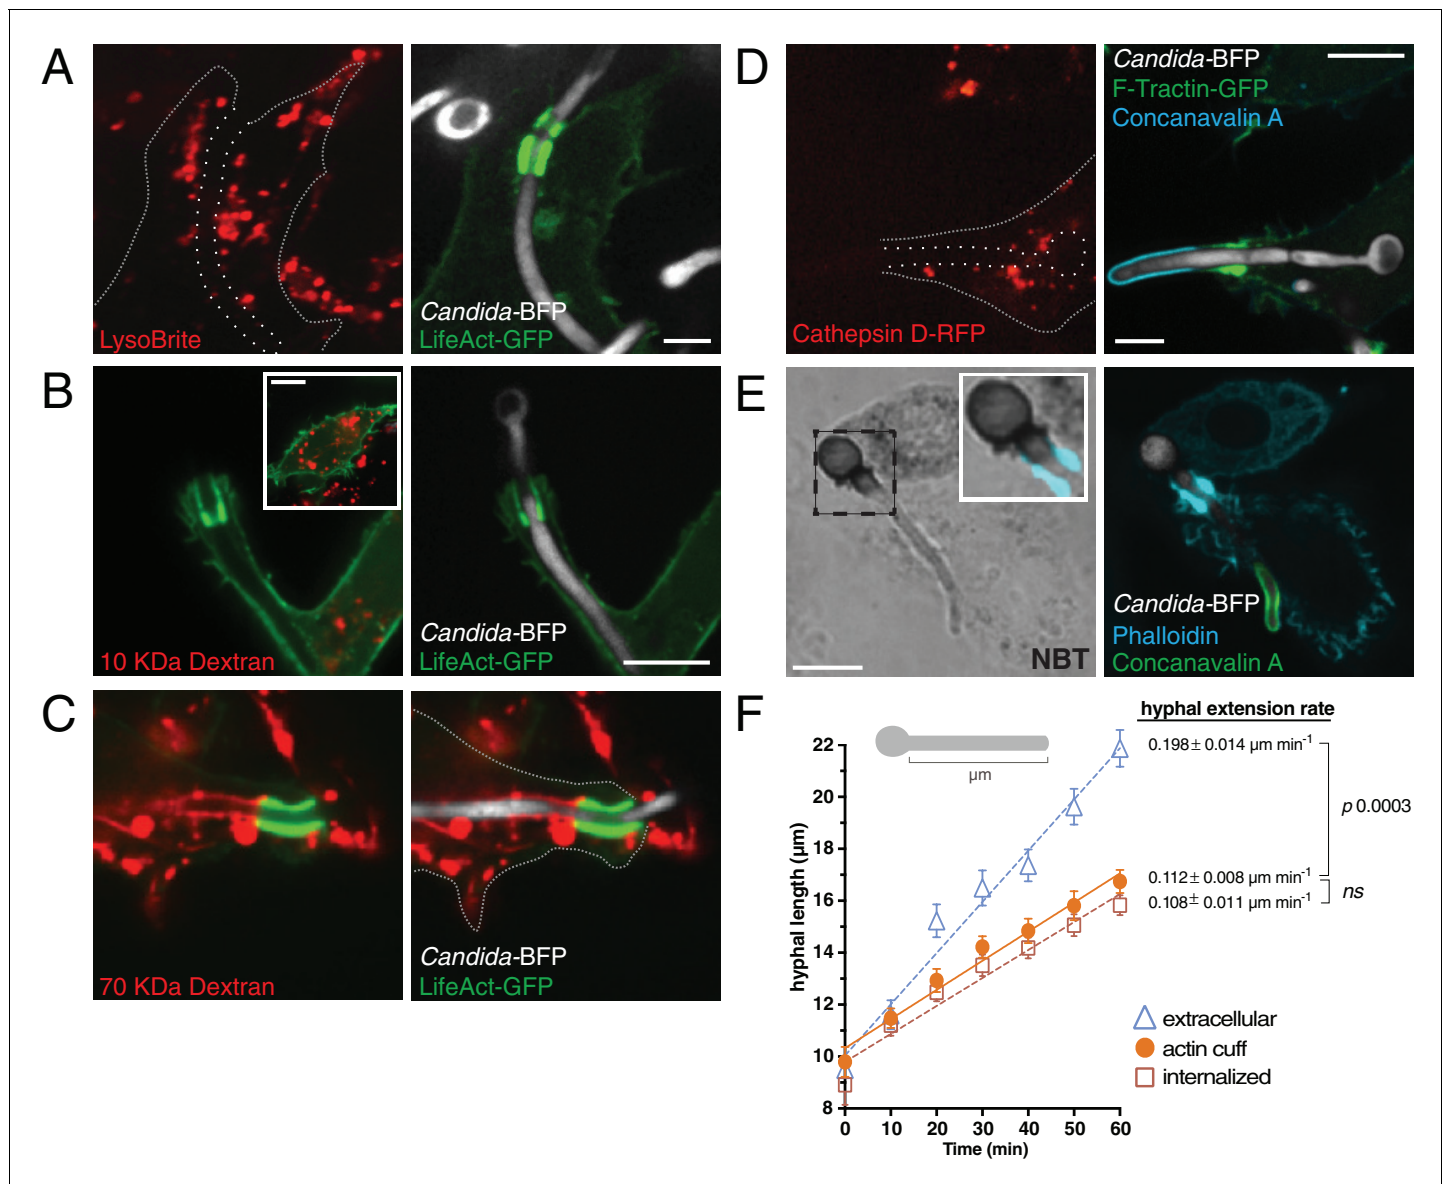 A
LysoBrite
Candida-BFP
LifeAct-GFP
B
10 KDa Dextran
Candida-BFP
LifeAct-GFP
C
70 KDa Dextran
Candida-BFP
LifeAct-GFP
D
Cathepsin D-RFP
Candida-BFP
F-Tractin-GFP
Concanavalin A
E
NBT
Candida-BFP
Phalloidin
Concanavalin A
F
hyphal extension rate
0.198 ± 0.014 µm min-1
p 0.0003
0.112 ± 0.008 µm min-1
0.108 ± 0.011 µm min-1
ns
µm
hyphal length (µm)
22
20
18
16
14
12
10
8
0 10 20 30 40 50 60
Time (min)
extracellular
actin cuff
internalized